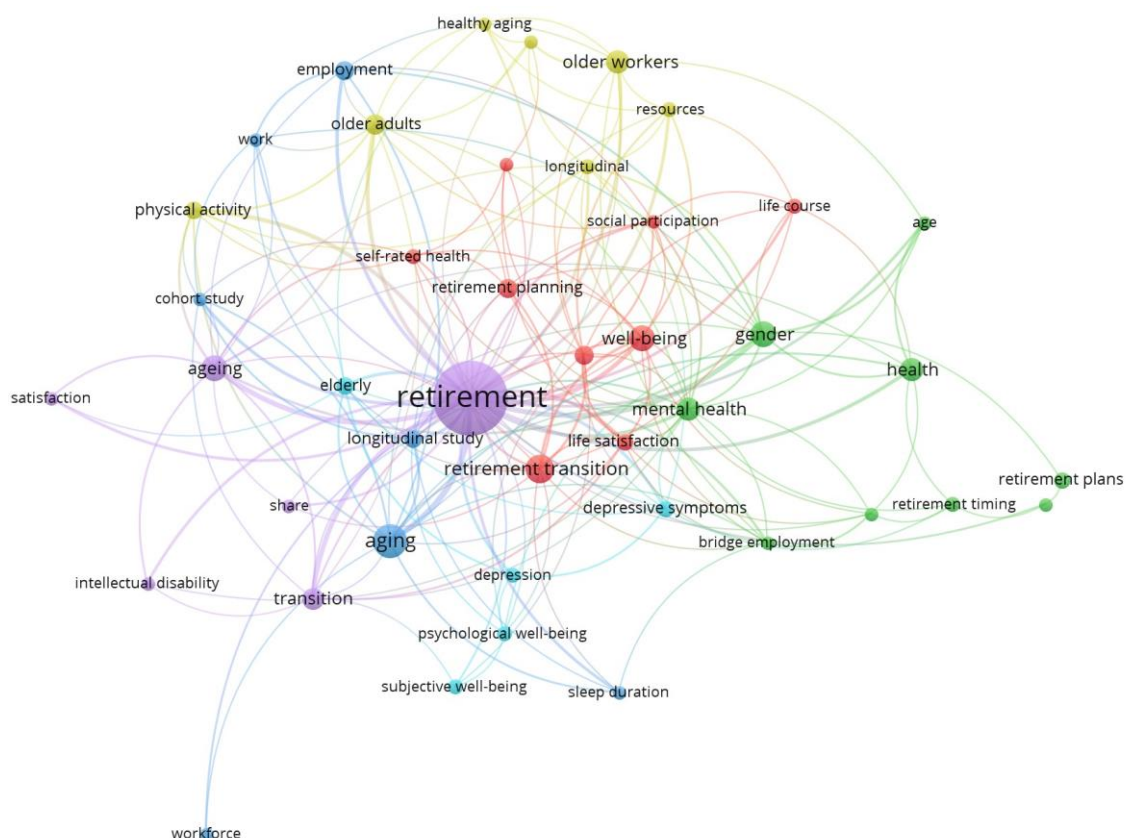 healthy aging
older workers
employment
resources
older adults
work
longitudinal
physical activity
life course
social participation
age
self-rated health
retirement planning
cohort study
gender
well-being
ageing
health
elderly
retirement
satisfaction
mental health
longitudinal study
life satisfaction
retirement transition
retirement plans
share
depressive symptoms
retirement timing
aging
bridge employment
depression
intellectual disability
transition
psychological well-being
subjective well-being
sleep duration
workforce